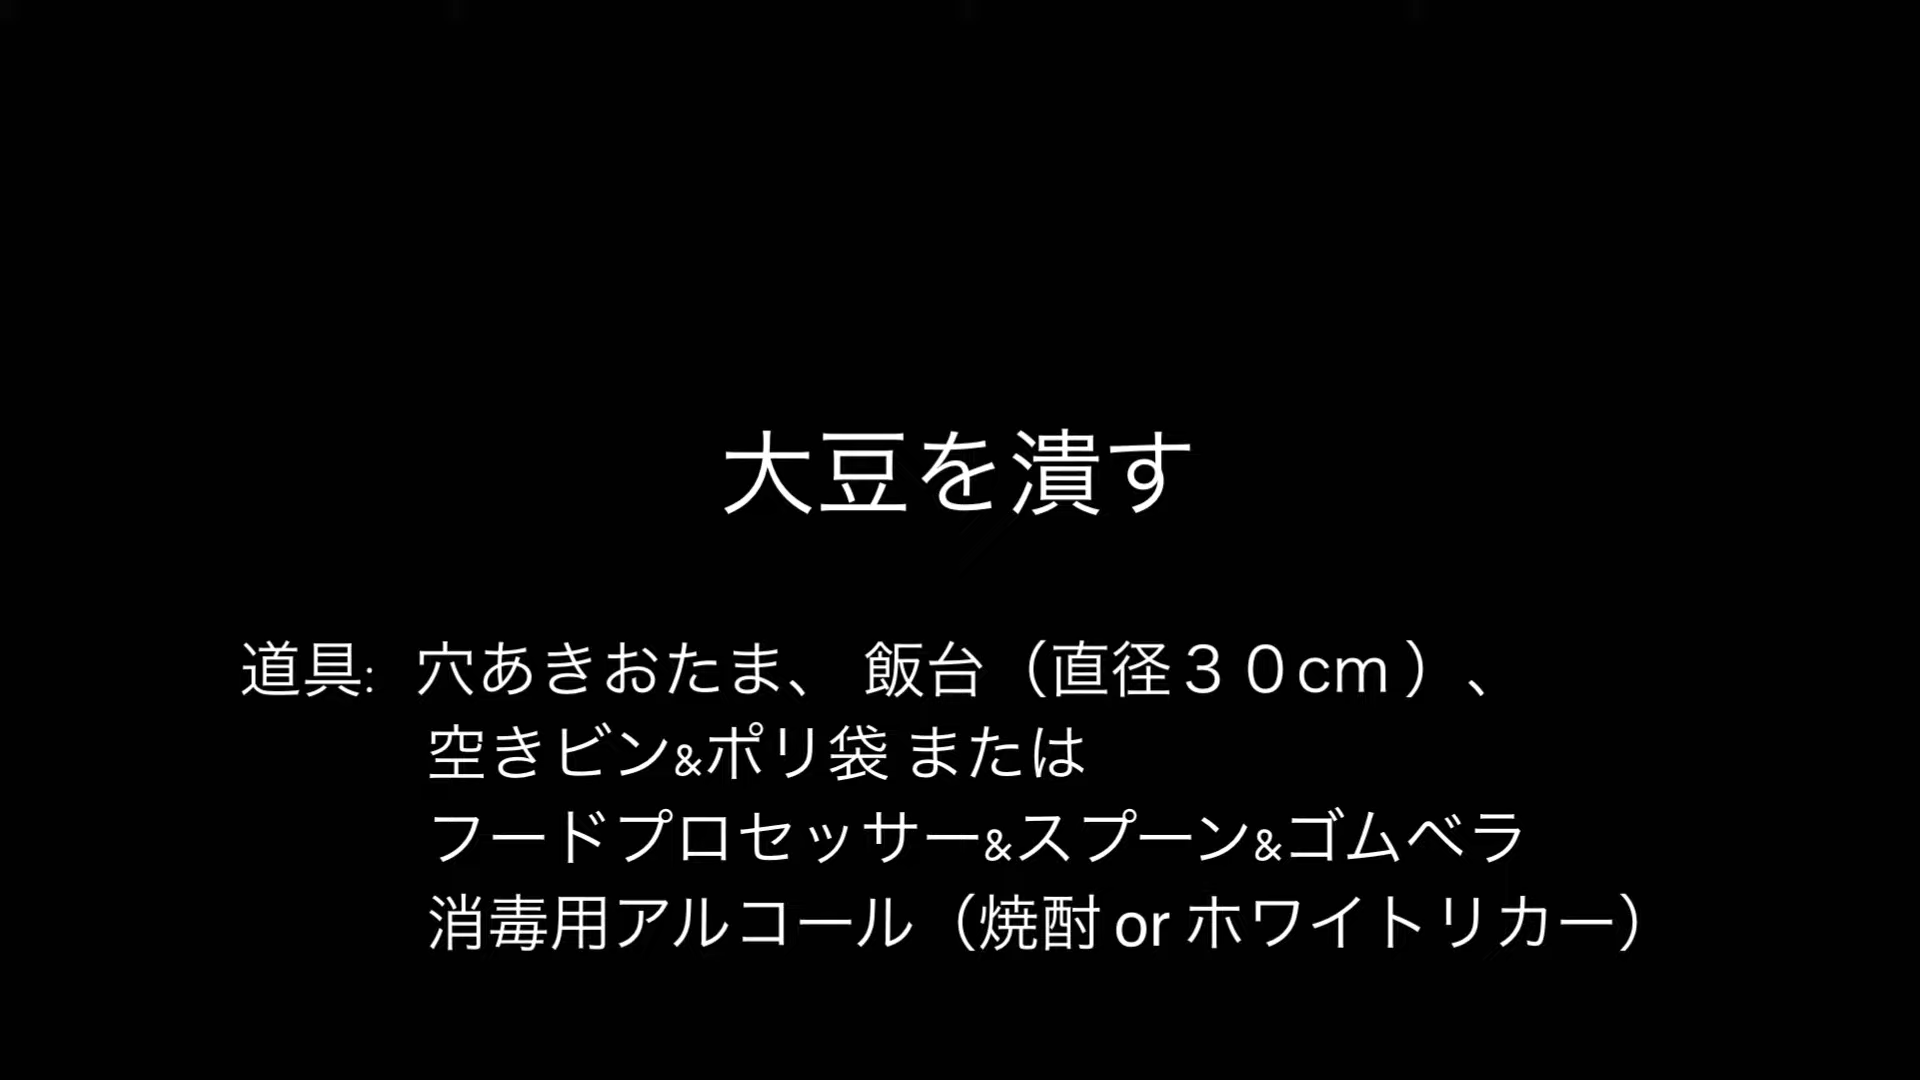 大豆を潰す
道具: 穴あきおたま、 飯台（直径３０cm）、
空きビン&ポリ袋 または
フードプロセッサー&スプーン&ゴムベラ
消毒用アルコール（焼酎 or ホワイトリカー）